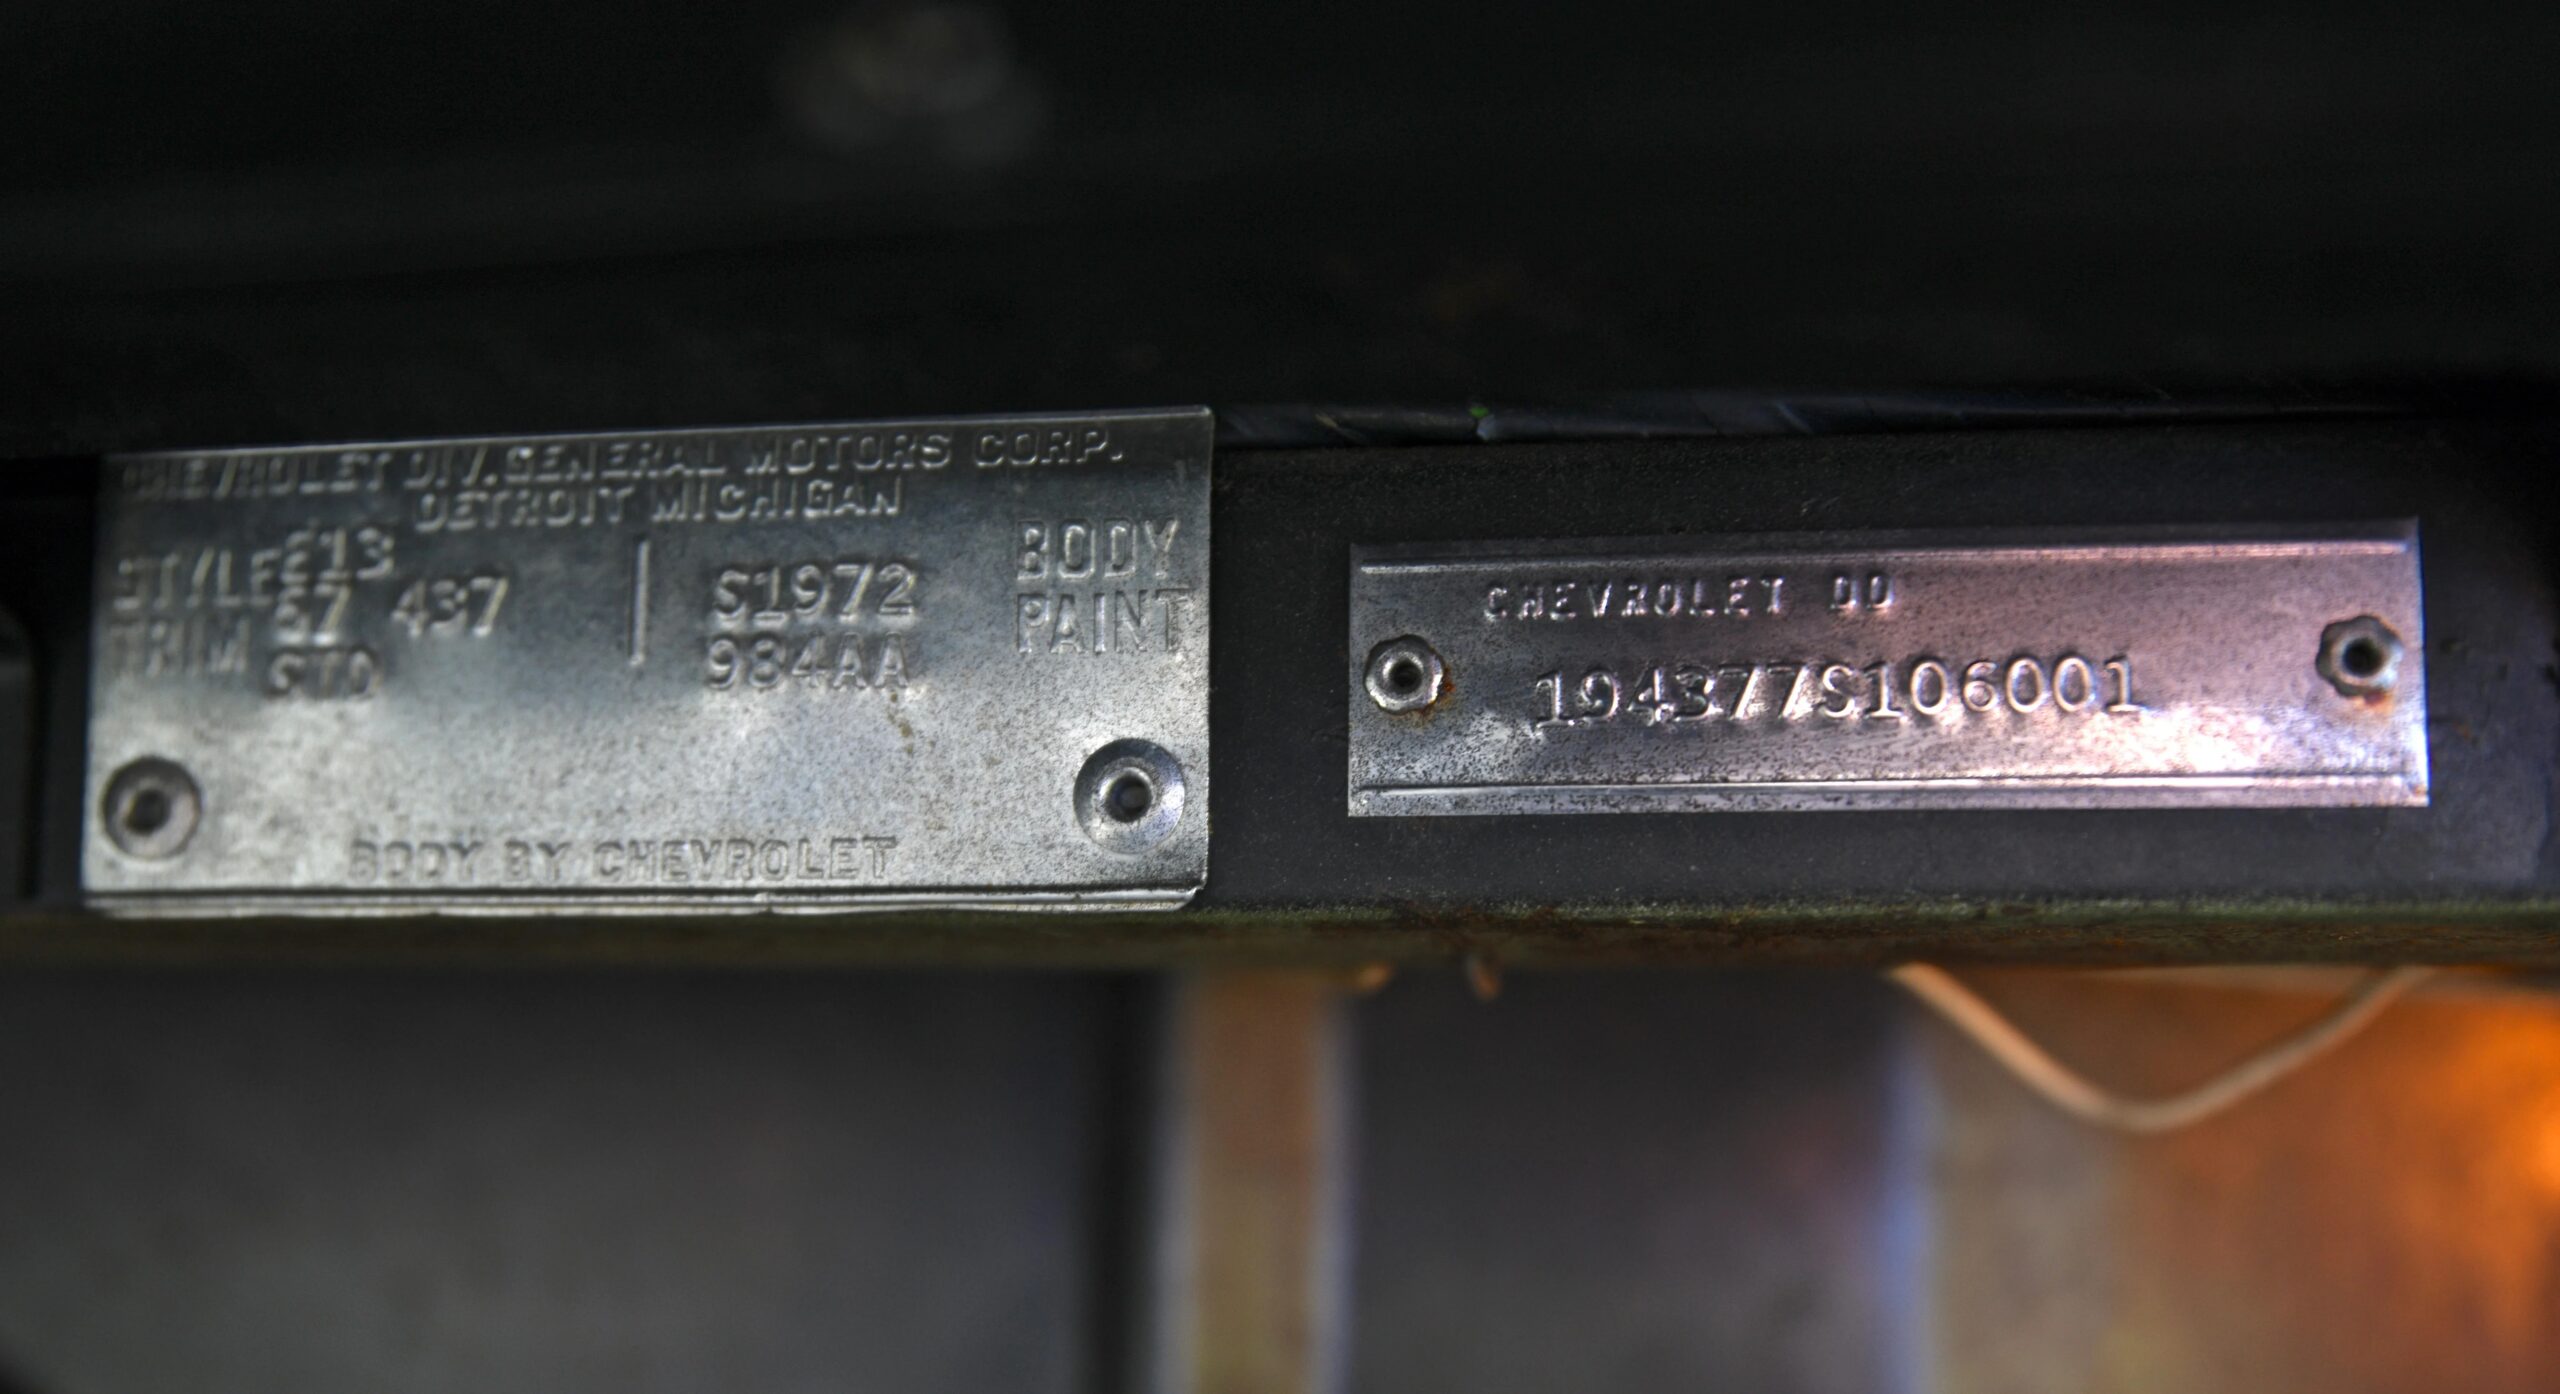 CHEVROLET DIV.GENERAL MOTORS CORP.
DETROIT MICHIGAN
E13
STYLE 67 437 S1972 BODY
TRIM STD 984AA PAINT
BODY BY CHEVROLET
CHEVROLET
194377S106001